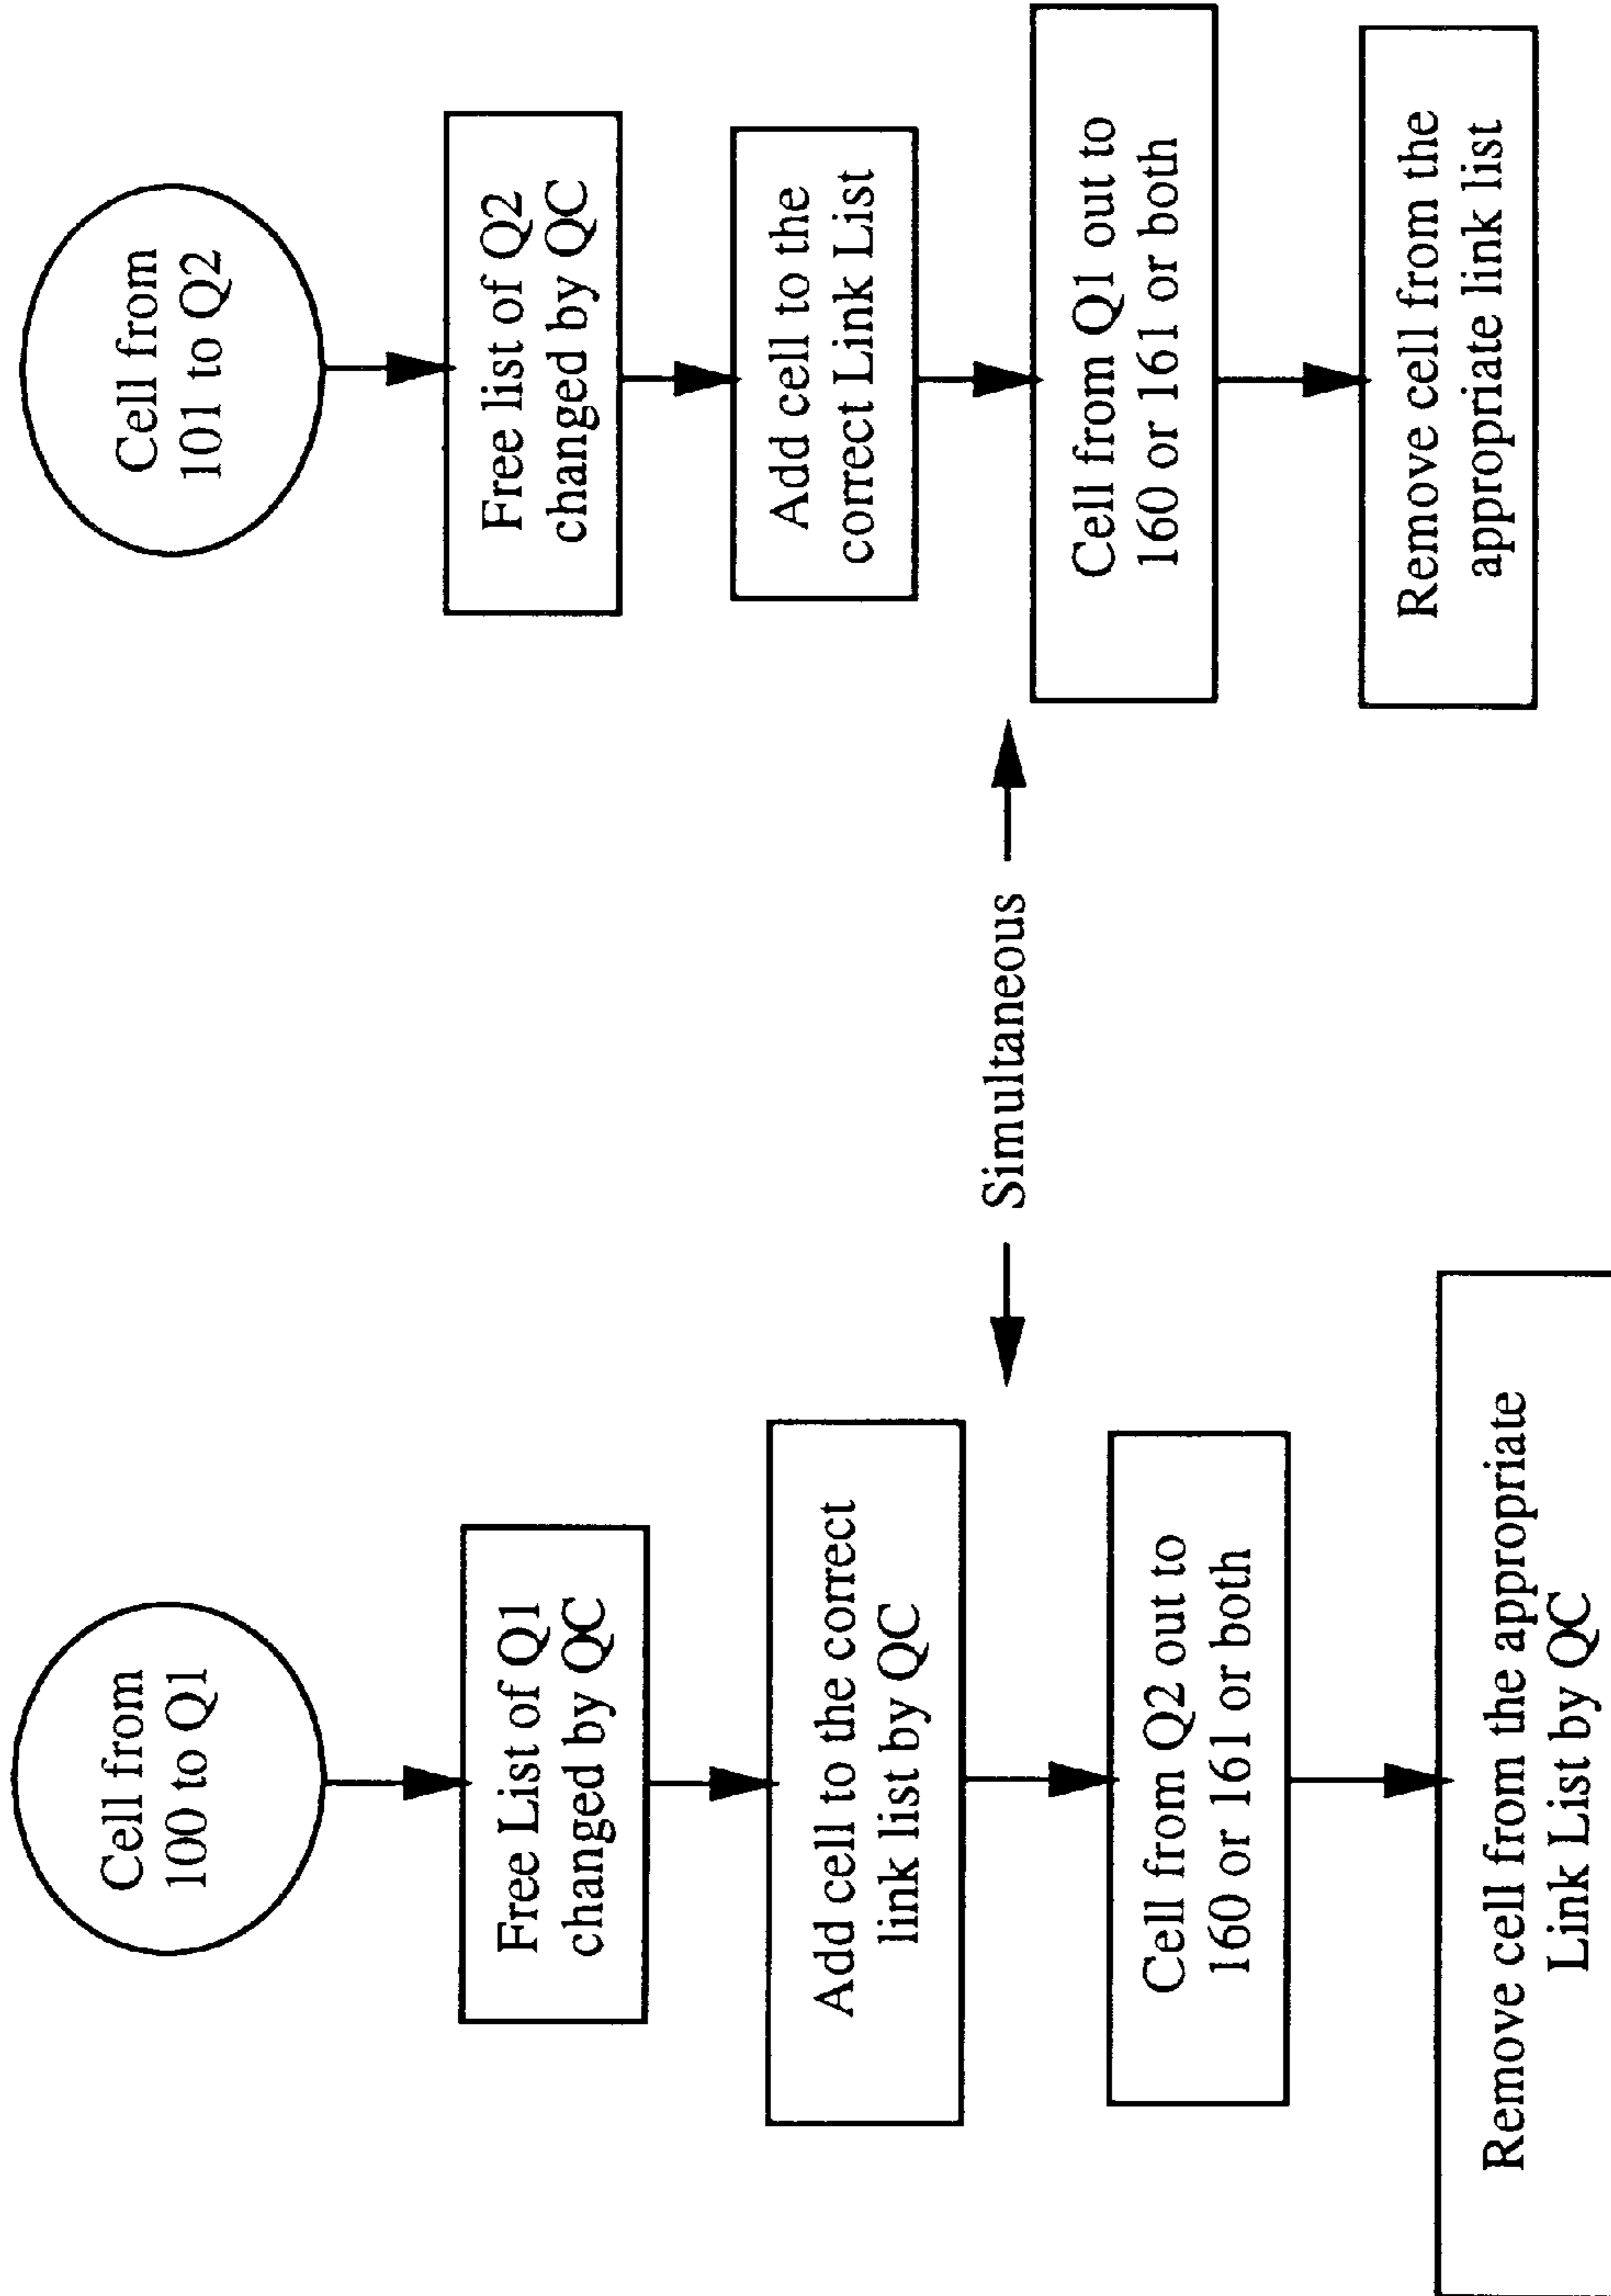 Cell from
100 to Q1
Free List of Q1
changed by QC
Add cell to the correct
link list by QC
Cell from Q2 out to
160 or 161 or both
Remove cell from the appropriate
Link List by QC
Simultaneous
Cell from
101 to Q2
Free list of Q2
changed by QC
Add cell to the
correct Link List
Cell from Q1 out to
160 or 161 or both
Remove cell from the
appropriate link list